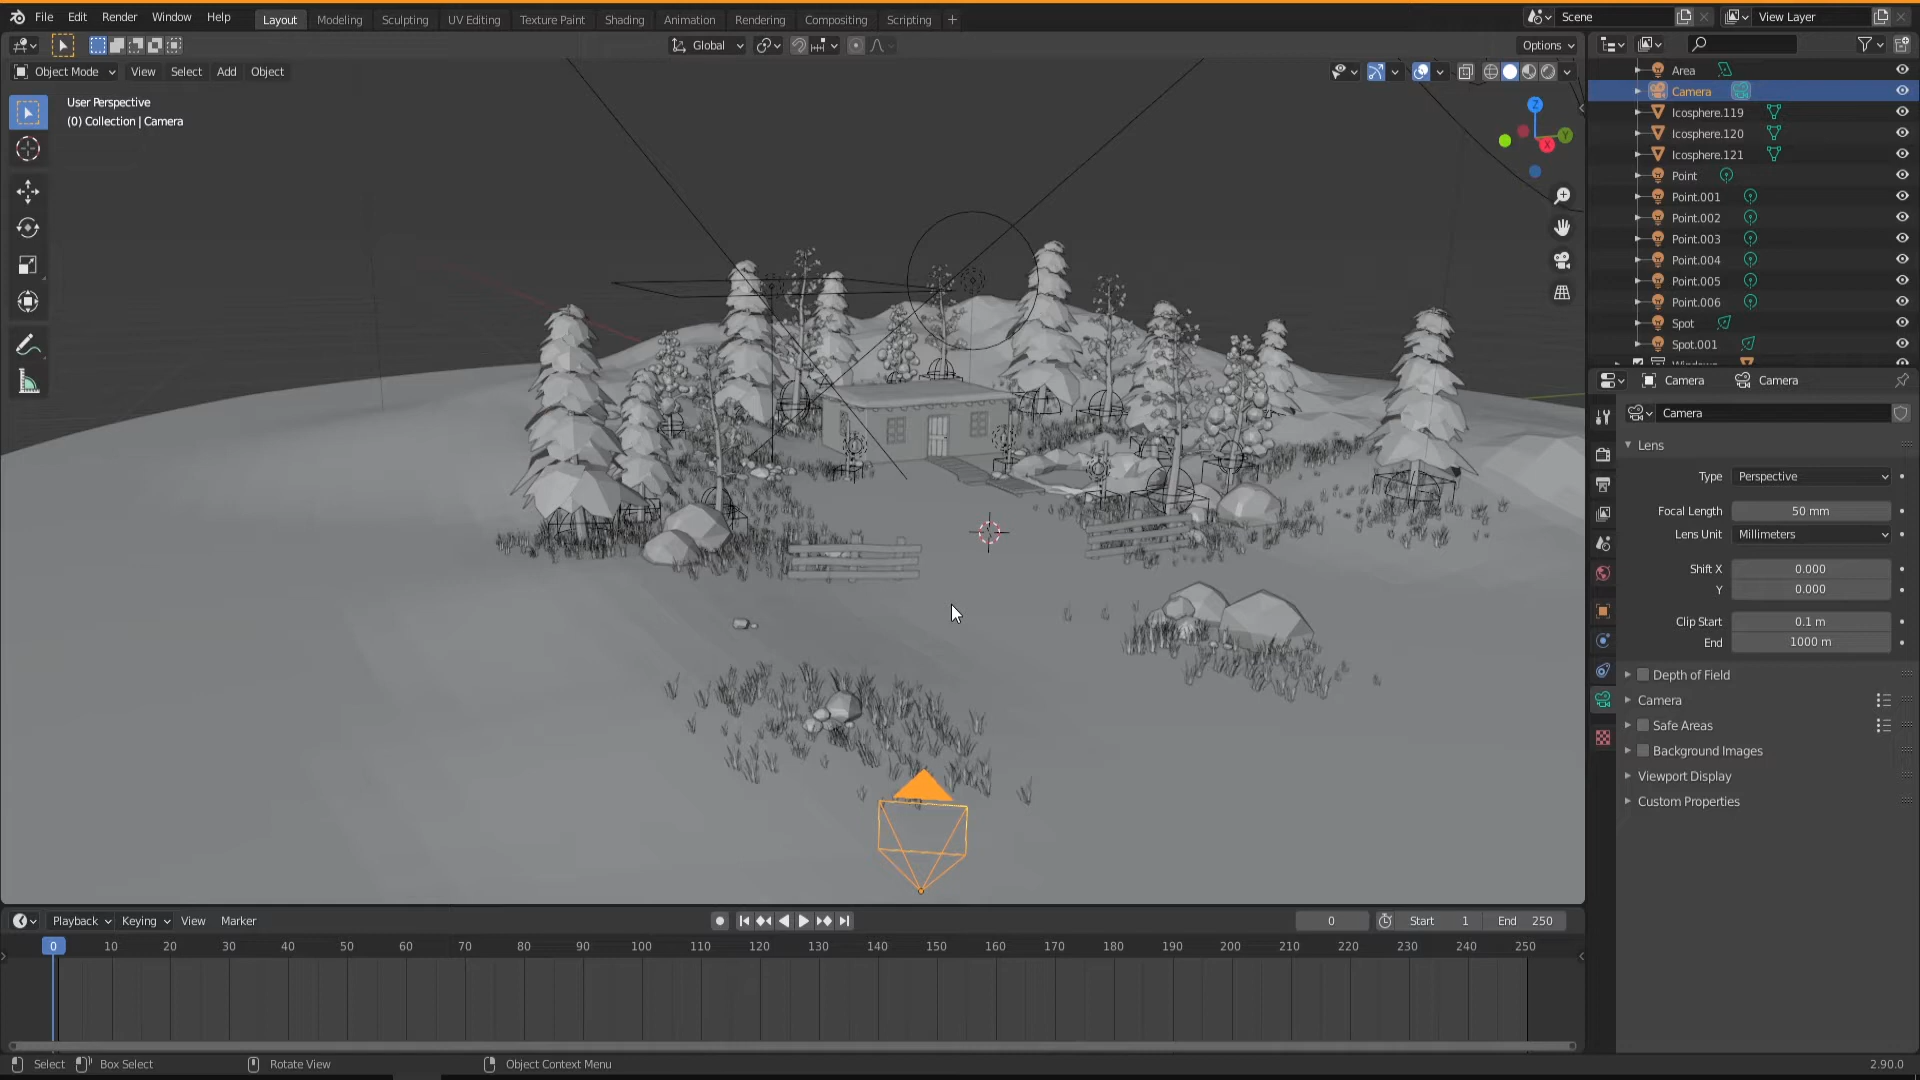 File Edit Render Window Help Layout Modeling Sculpting UV Editing Texture Paint Shading Animation Rendering Compositing Scripting + Scene View Layer
Global Options
Object Mode View Select Add Object
User Perspective
(0) Collection | Camera
Z
Y
X
Area
Camera
Icosphere.119
Icosphere.120
Icosphere.121
Point
Point.001
Point.002
Point.003
Point.004
Point.005
Point.006
Spot
Spot.001
Camera Camera
Camera
Lens
Type Perspective
Focal Length 50 mm
Lens Unit Millimeters
Shift X 0.000
Y 0.000
Clip Start 0.1 m
End 1000 m
Depth of Field
Camera
Safe Areas
Background Images
Viewport Display
Custom Properties
Playback Keying View Marker 0 Start 1 End 250
0 10 20 30 40 50 60 70 80 90 100 110 120 130 140 150 160 170 180 190 200 210 220 230 240 250
Select Box Select Rotate View Object Context Menu 2.90.0